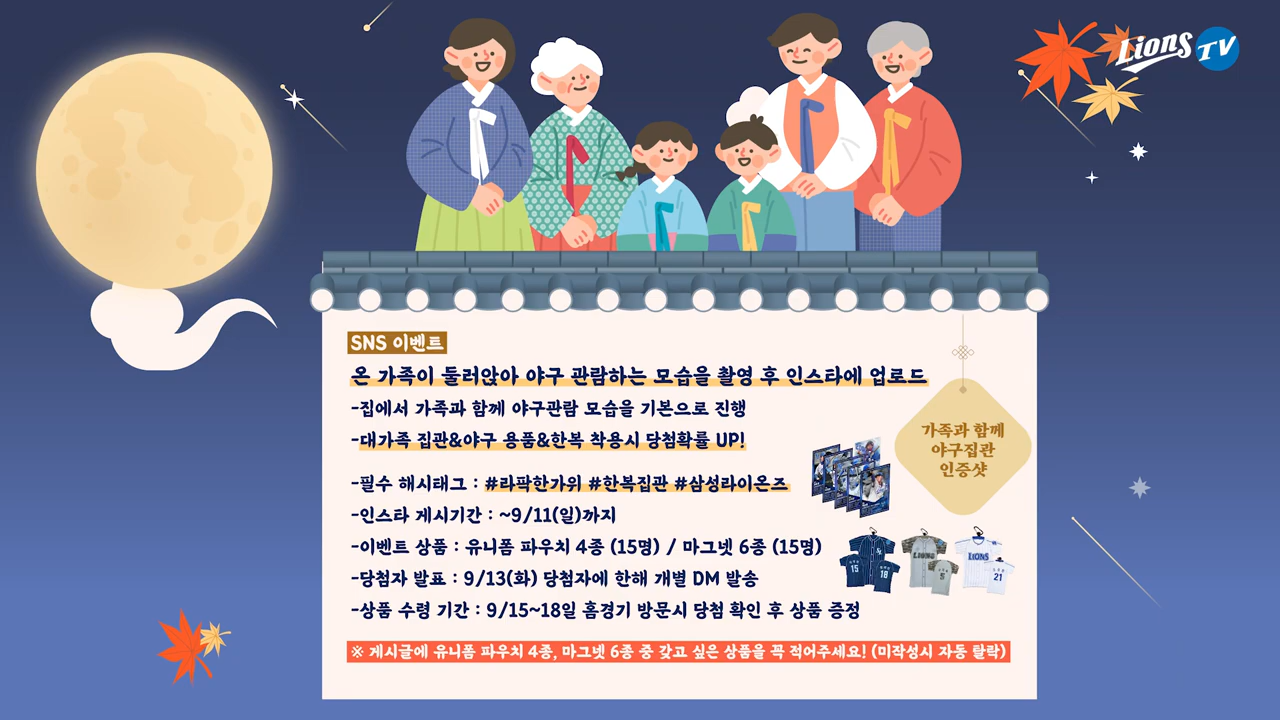 Lions TV
SNS 이벤트
온 가족이 둘러앉아 야구 관람하는 모습을 촬영 후 인스타에 업로드
-집에서 가족과 함께 야구관람 모습을 기본으로 진행
-대가족 집관&야구 용품&한복 착용시 당첨확률 UP!
가족과 함께
야구집관
인증샷
-필수 해시태그 : #라팍한가위 #한복집관 #삼성라이온즈
-인스타 게시기간 : ~9/11(일)까지
-이벤트 상품 : 유니폼 파우치 4종 (15명) / 마그넷 6종 (15명)
-당첨자 발표 : 9/13(화) 당첨자에 한해 개별 DM 발송
-상품 수령 기간 : 9/15~18일 홈경기 방문시 당첨 확인 후 상품 증정
LIONS
LIONS
15
18
5
21
※ 게시글에 유니폼 파우치 4종, 마그넷 6종 중 갖고 싶은 상품을 꼭 적어주세요! (미작성시 자동 탈락)